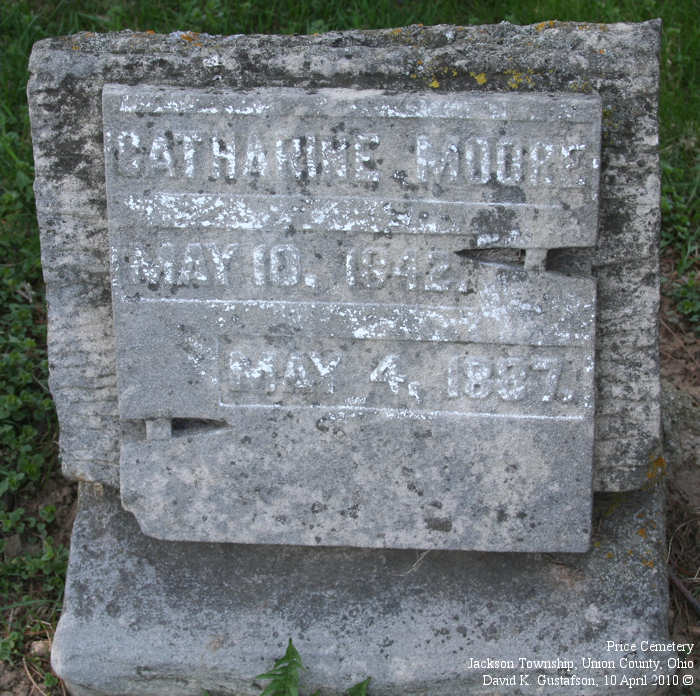 CATHARINE MOORE
MAY 10, 1842,
MAY 4,
Price Cemetery
Jackson Township, Union County, Ohio
David K. Gustafson, 10 April 2010 ©